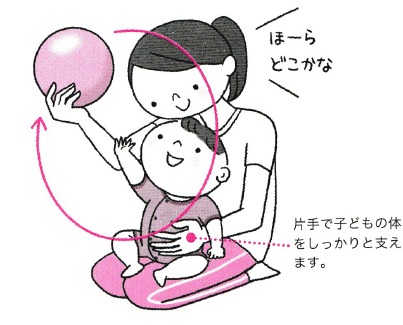 ほ〜ら
どこかな
片手で子どもの体
をしっかりと支え
ます。